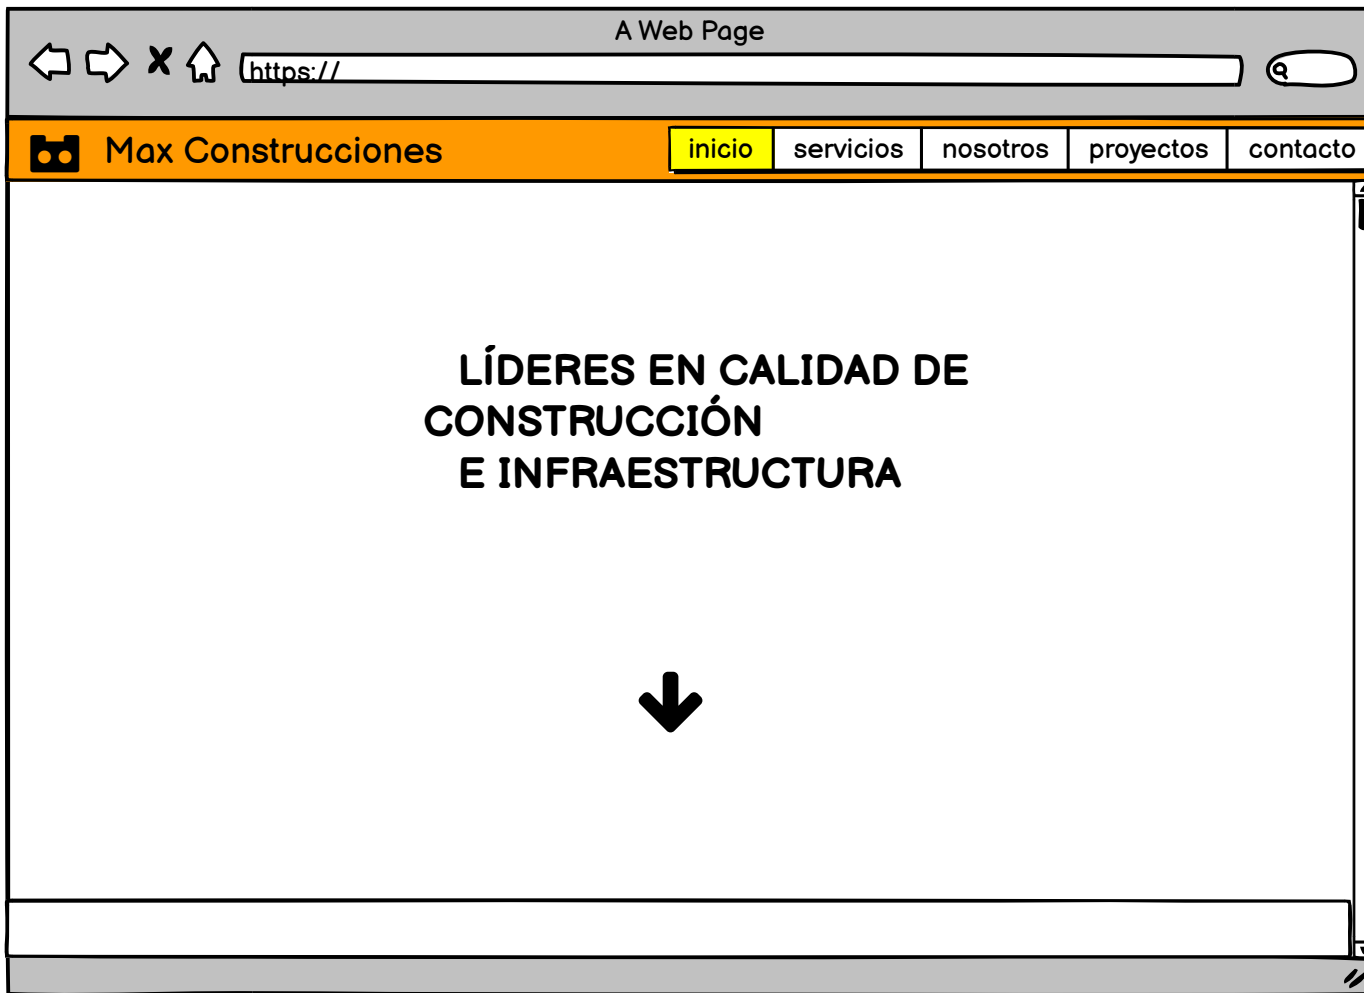 A Web Page
https://
Max Construcciones
inicio servicios nosotros proyectos contacto
LÍDERES EN CALIDAD DE
CONSTRUCCIÓN
E INFRAESTRUCTURA